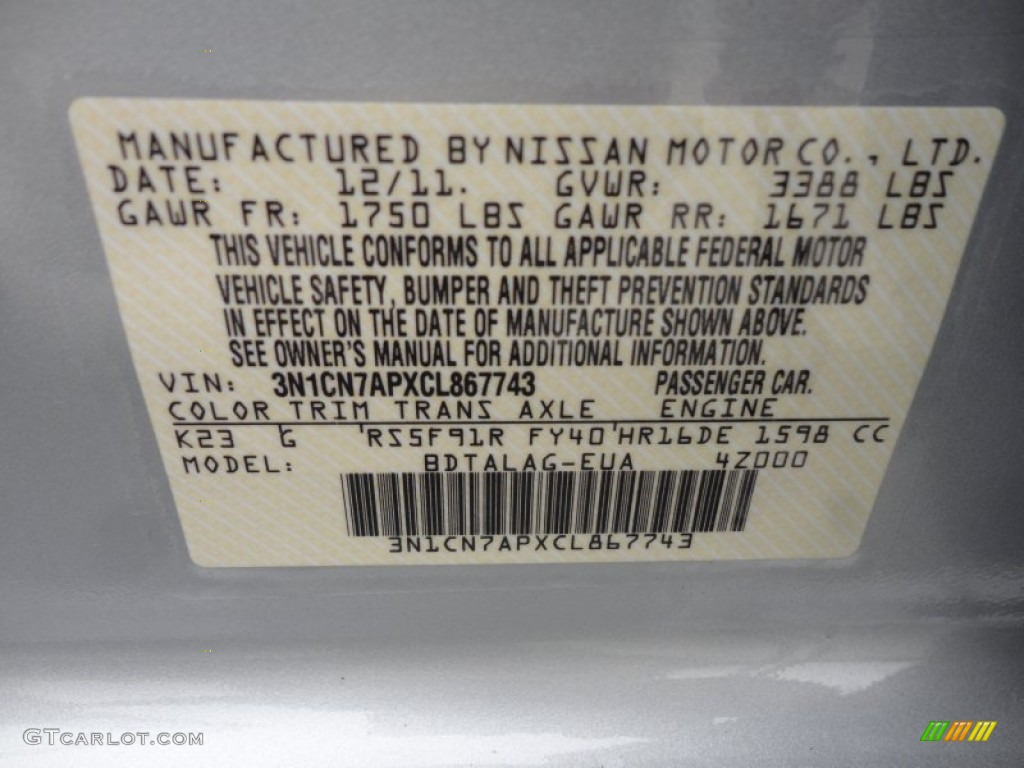 MANUFACTURED BY NISSAN MOTOR CO., LTD.
DATE: 12/11. GVWR: 3388 LBS
GAWR FR: 1750 LBS GAWR RR: 1671 LBS
THIS VEHICLE CONFORMS TO ALL APPLICABLE FEDERAL MOTOR
VEHICLE SAFETY, BUMPER AND THEFT PREVENTION STANDARDS
IN EFFECT ON THE DATE OF MANUFACTURE SHOWN ABOVE.
SEE OWNER'S MANUAL FOR ADDITIONAL INFORMATION.
VIN: 3N1CN7APXCL867743 PASSENGER CAR.
COLOR TRIM TRANS AXLE ENGINE
K23 G 'RS5F91R FY40'HR16DE 1598 CC
MODEL: BDTALAG-EUA 4Z000
3N1CN7APXCL867743
GTCARLOT.COM